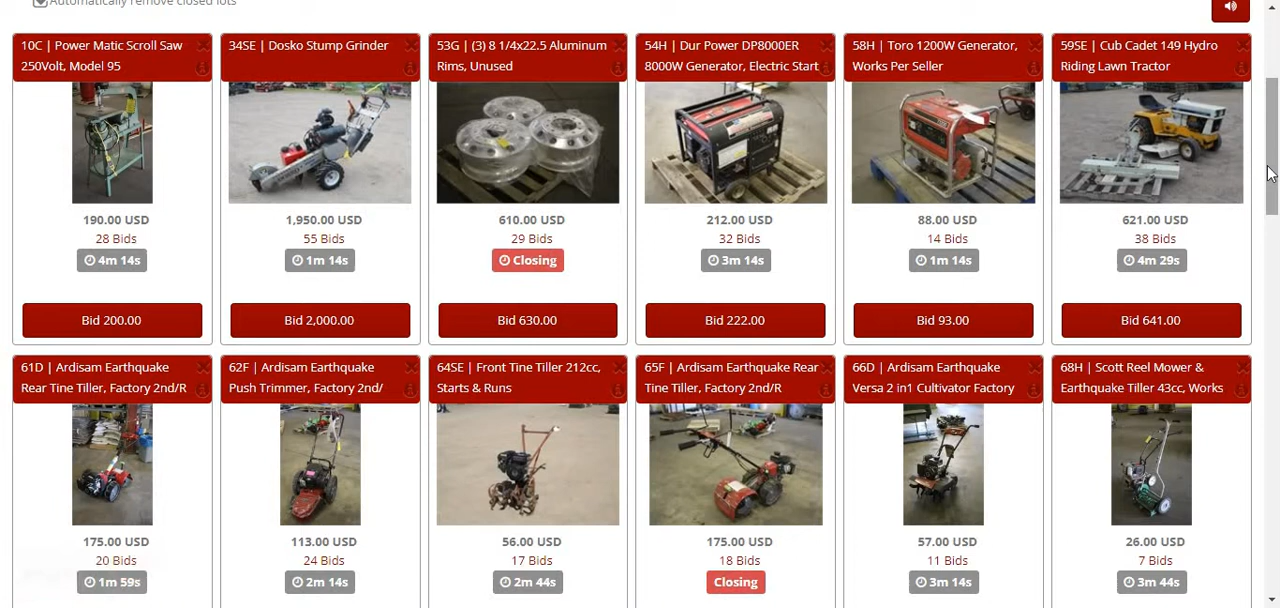 Automatically remove closed lots
10C | Power Matic Scroll Saw
250Volt, Model 95
190.00 USD
28 Bids
4m 14s
Bid 200.00
34SE | Dosko Stump Grinder
1,950.00 USD
55 Bids
1m 14s
Bid 2,000.00
53G | (3) 8 1/4x22.5 Aluminum
Rims, Unused
610.00 USD
29 Bids
Closing
Bid 630.00
54H | Dur Power DP8000ER
8000W Generator, Electric Start
212.00 USD
32 Bids
3m 14s
Bid 222.00
58H | Toro 1200W Generator,
Works Per Seller
88.00 USD
14 Bids
1m 14s
Bid 93.00
59SE | Cub Cadet 149 Hydro
Riding Lawn Tractor
621.00 USD
38 Bids
4m 29s
Bid 641.00
61D | Ardisam Earthquake
Rear Tine Tiller, Factory 2nd/R
175.00 USD
20 Bids
1m 59s
62F | Ardisam Earthquake
Push Trimmer, Factory 2nd/
113.00 USD
24 Bids
2m 14s
64SE | Front Tine Tiller 212cc,
Starts & Runs
56.00 USD
17 Bids
2m 44s
65F | Ardisam Earthquake Rear
Tine Tiller, Factory 2nd/R
175.00 USD
18 Bids
Closing
66D | Ardisam Earthquake
Versa 2 in1 Cultivator Factory
57.00 USD
11 Bids
3m 14s
68H | Scott Reel Mower &
Earthquake Tiller 43cc, Works
26.00 USD
7 Bids
3m 44s